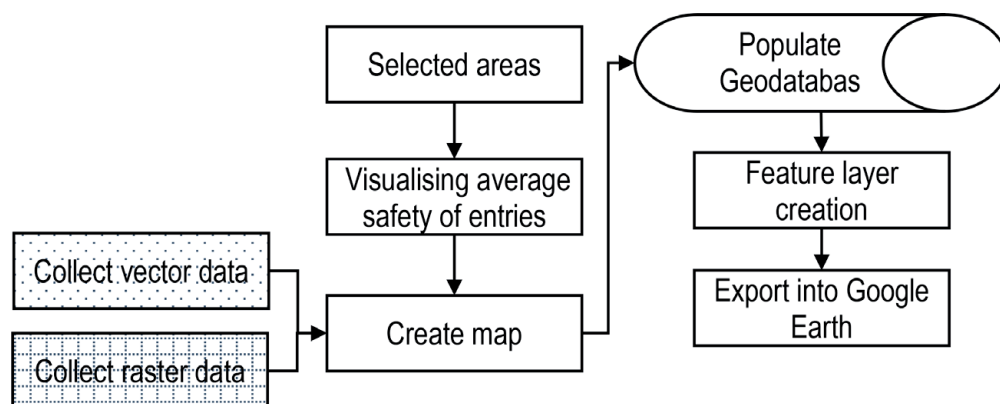 Selected areas
Visualising average
safety of entries
Collect vector data
Collect raster data
Create map
Populate
Geodatabas
Feature layer
creation
Export into Google
Earth